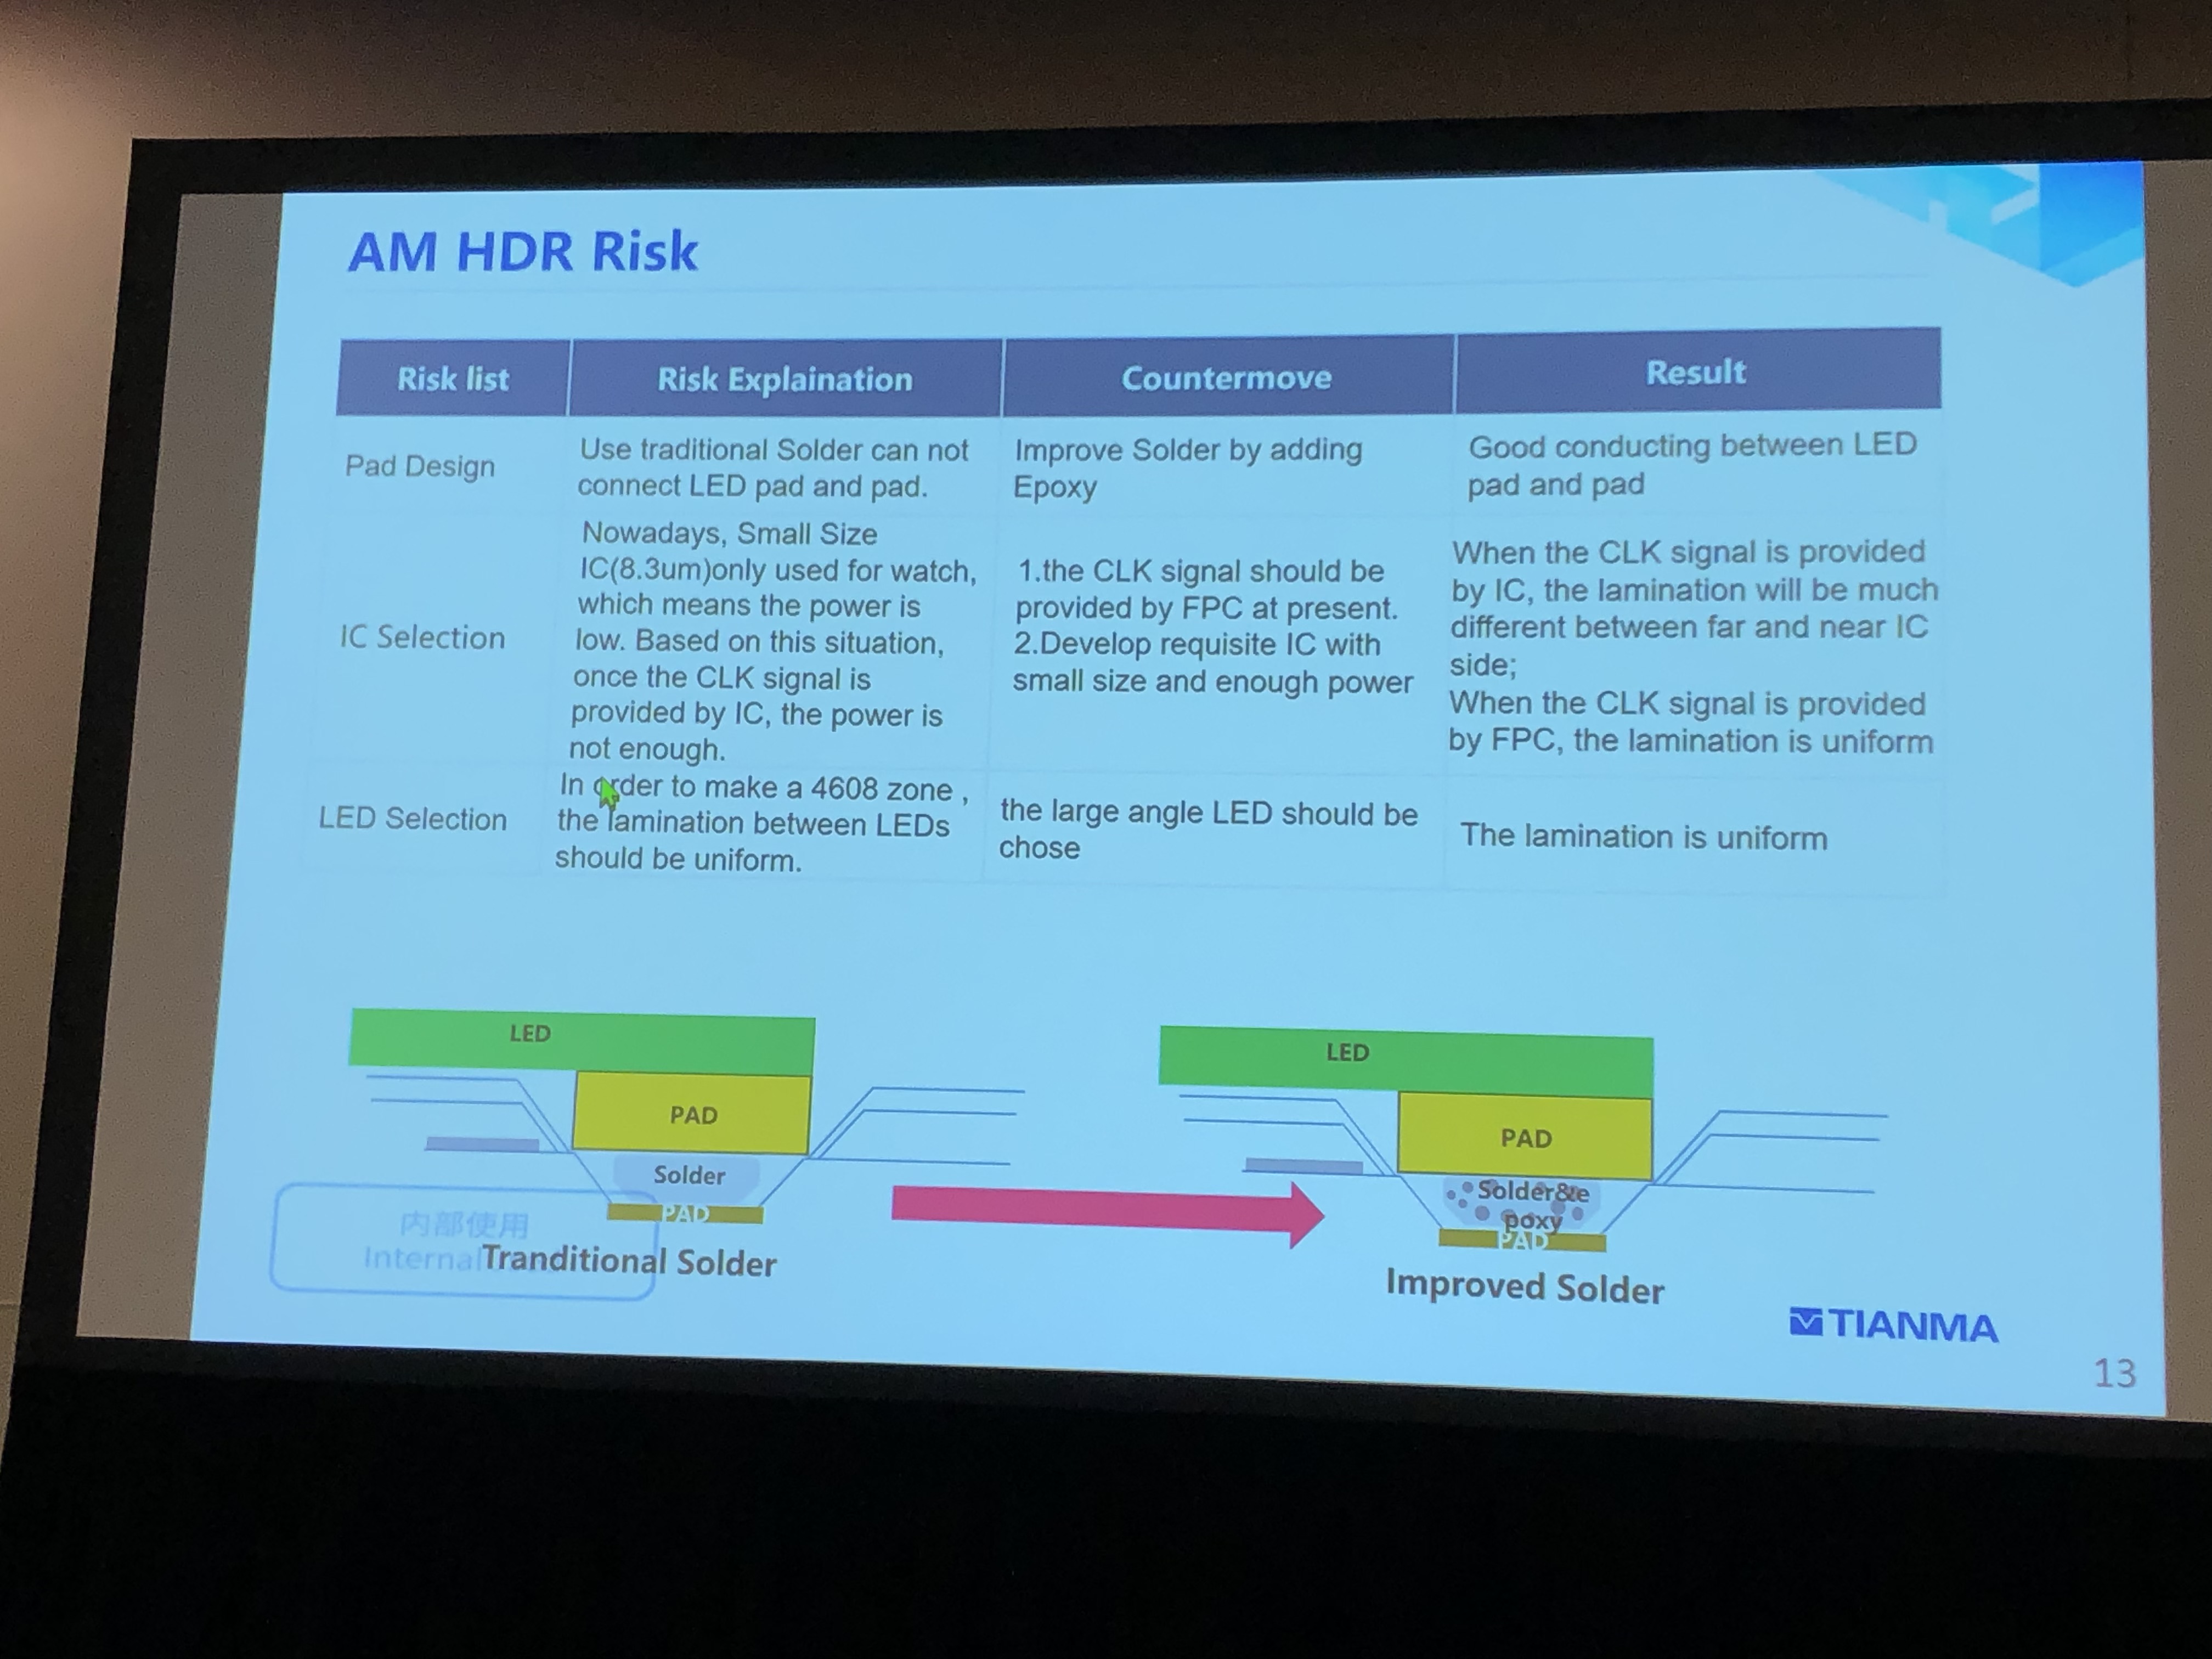 AM HDR Risk
Risk list
Risk Explaination
Countermove
Result
Pad Design
Use traditional Solder can not
connect LED pad and pad.
Improve Solder by adding
Epoxy
Good conducting between LED
pad and pad
IC Selection
Nowadays, Small Size
IC(8.3um)only used for watch,
which means the power is
low. Based on this situation,
once the CLK signal is
provided by IC, the power is
not enough.
1.the CLK signal should be
provided by FPC at present.
2.Develop requisite IC with
small size and enough power
When the CLK signal is provided
by IC, the lamination will be much
different between far and near IC
side;
When the CLK signal is provided
by FPC, the lamination is uniform
LED Selection
In order to make a 4608 zone ,
the lamination between LEDs
should be uniform.
the large angle LED should be
chose
The lamination is uniform
LED
PAD
Solder
PAD
内部使用
Internal
Tranditional Solder
LED
PAD
Solder&e
poxy
PAD
Improved Solder
TIANMA
13